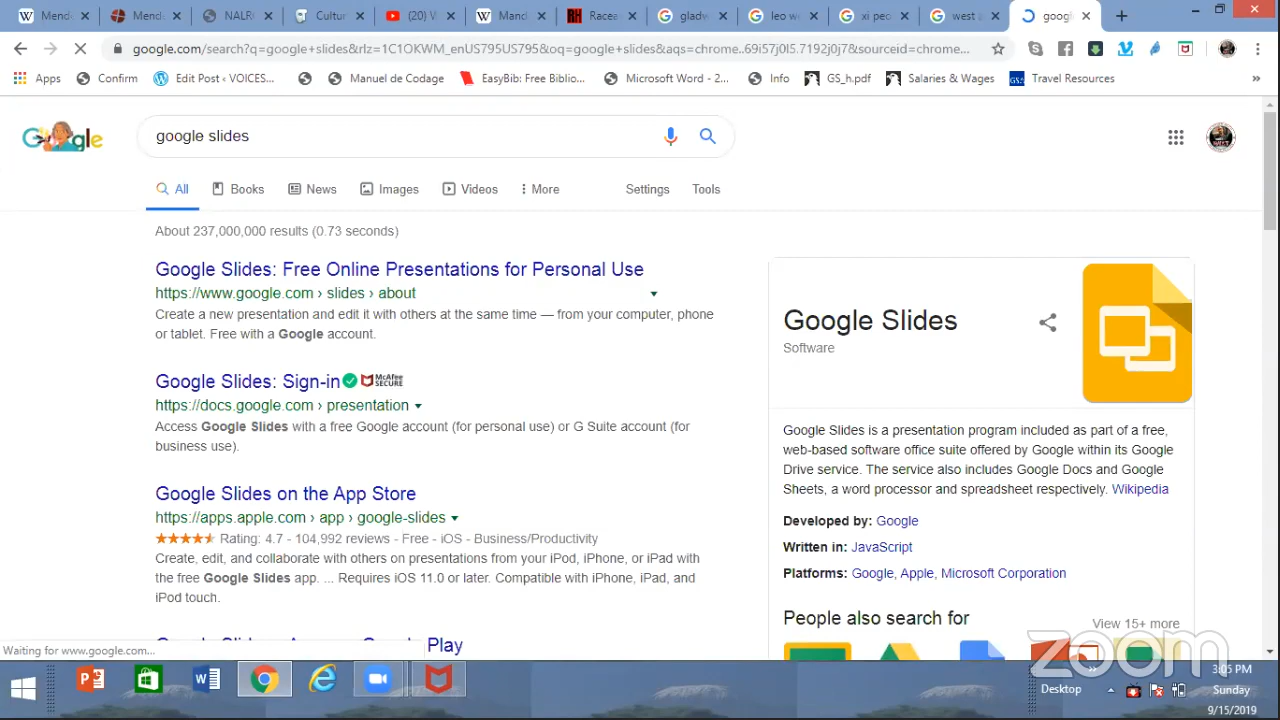 Mende
Mendi
NALRC
Cultur
(20) V
Mand
Racea
gladw
leo we
xi peo
west a
googl
google.com/search?q=google+slides&rlz=1C1OKWM_enUS795US795&oq=google+slides&aqs=chrome..69i57j0l5.7192j0j7&sourceid=chrome...
Apps
Confirm
Edit Post ‹ VOICES...
Manuel de Codage
EasyBib: Free Biblio...
Microsoft Word - 2...
Info
GS_h.pdf
Salaries & Wages
Travel Resources
google slides
All
Books
News
Images
Videos
More
Settings
Tools
About 237,000,000 results (0.73 seconds)
Google Slides: Free Online Presentations for Personal Use
https://www.google.com › slides › about
Create a new presentation and edit it with others at the same time — from your computer, phone
or tablet. Free with a Google account.
Google Slides: Sign-in McAfee SECURE
https://docs.google.com › presentation
Access Google Slides with a free Google account (for personal use) or G Suite account (for
business use).
Google Slides on the App Store
https://apps.apple.com › app › google-slides
Rating: 4.7 - 104,992 reviews - Free - iOS - Business/Productivity
Create, edit, and collaborate with others on presentations from your iPod, iPhone, or iPad with
the free Google Slides app. ... Requires iOS 11.0 or later. Compatible with iPhone, iPad, and
iPod touch.
Play
Google Slides
Software
Google Slides is a presentation program included as part of a free,
web-based software office suite offered by Google within its Google
Drive service. The service also includes Google Docs and Google
Sheets, a word processor and spreadsheet respectively. Wikipedia
Developed by: Google
Written in: JavaScript
Platforms: Google, Apple, Microsoft Corporation
People also search for
View 15+ more
Waiting for www.google.com...
zoom
Desktop
3:05 PM
Sunday
9/15/2019